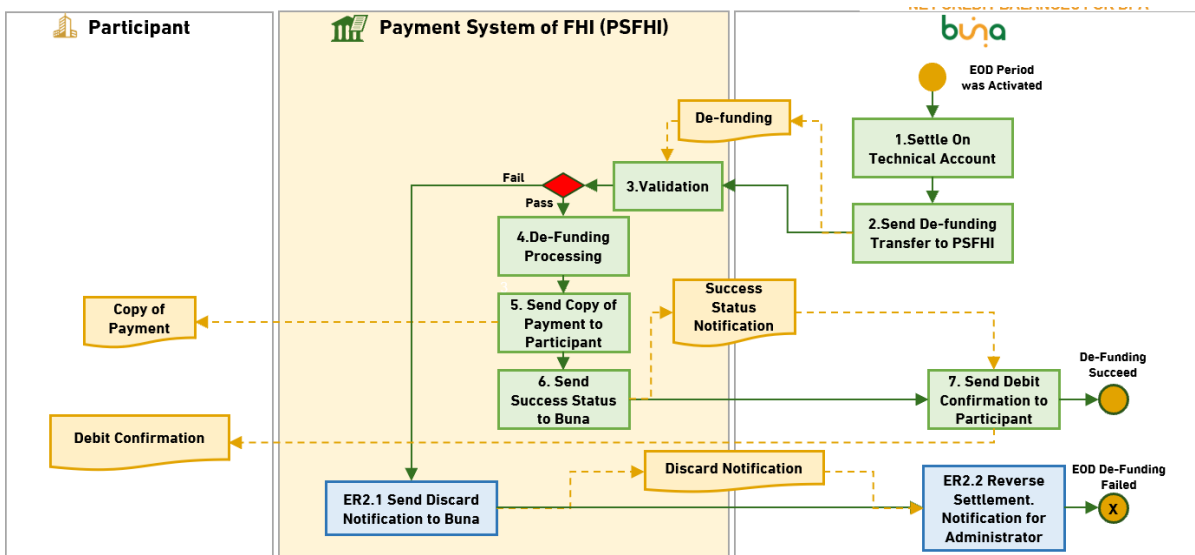 Participant
Payment System of FHI (PSFHI)
buna
EOD Period
was Activated
De-funding
1.Settle On
Technical Account
Fail
3.Validation
Pass
2.Send De-funding
Transfer to PSFHI
4.De-Funding
Processing
Success
Status
Notification
Copy of
Payment
5. Send Copy of
Payment to
Participant
De-Funding
Succeed
6. Send
Success Status
to Buna
7. Send Debit
Confirmation to
Participant
Debit Confirmation
Discard Notification
EOD De-Funding
Failed
ER2.1 Send Discard
Notification to Buna
ER2.2 Reverse
Settlement.
Notification for
Administrator
X